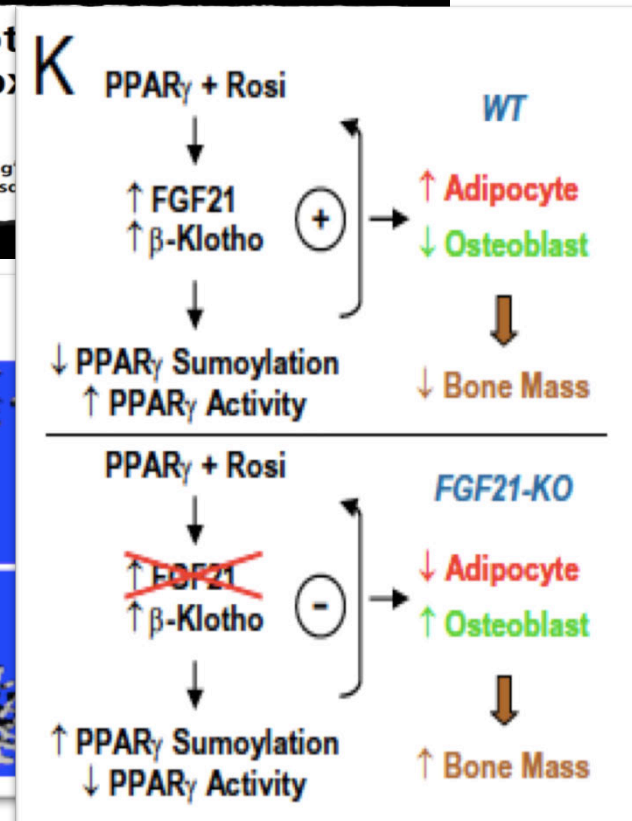 K
PPARγ + Rosi
WT
↑ FGF21
↑ β-Klotho
+
↑ Adipocyte
↓ Osteoblast
↓ PPARγ Sumoylation
↑ PPARγ Activity
↓ Bone Mass
PPARγ + Rosi
FGF21-KO
↑ FGF21
↑ β-Klotho
-
↓ Adipocyte
↑ Osteoblast
↑ PPARγ Sumoylation
↓ PPARγ Activity
↑ Bone Mass